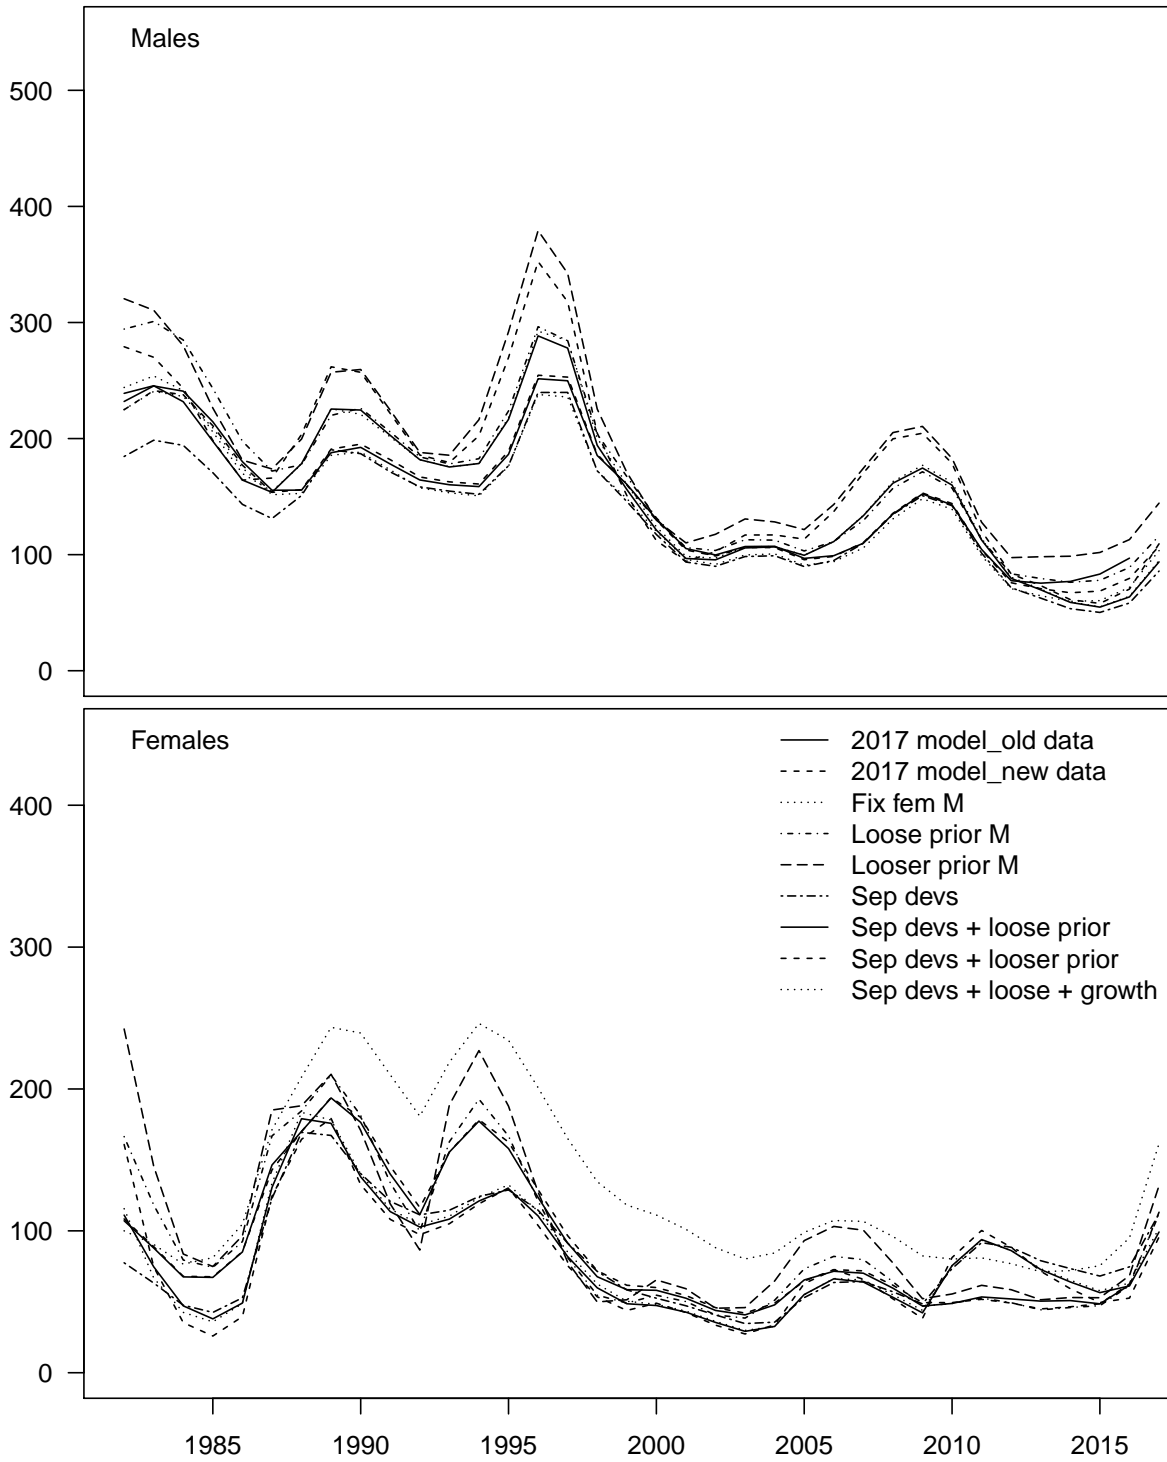 Males
500
400
300
200
100
0
Females
2017 model_old data
2017 model_new data
Fix fem M
Loose prior M
Looser prior M
Sep devs
Sep devs + loose prior
Sep devs + looser prior
Sep devs + loose + growth
400
300
200
100
0
1985 1990 1995 2000 2005 2010 2015